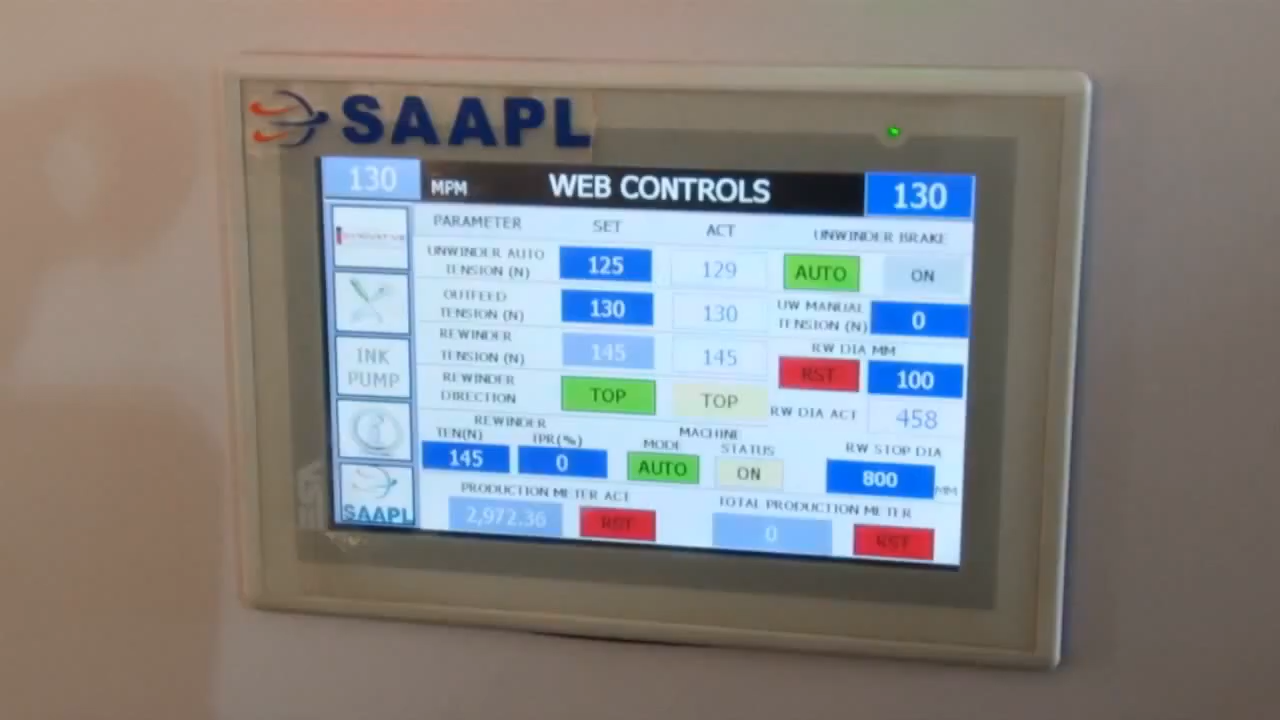 SAAPL
130 MPM WEB CONTROLS 130
PARAMETER SET ACT UNWINDER BRAKE
UNWINDER AUTO TENSION (N) 125 129 AUTO ON
OUTFEED TENSION (N) 130 130 UW MANUAL TENSION (N) 0
REWINDER TENSION (N) 145 145 RW DIA MM RST 100
REWINDER DIRECTION TOP TOP RW DIA ACT 458
REWINDER MACHINE
TEN(N) TPR(%) MODE STATUS RW STOP DIA
145 0 AUTO ON 800 MM
PRODUCTION METER ACT TOTAL PRODUCTION METER
2,972.36 RST 0 RST
INK
PUMP
SAAPL